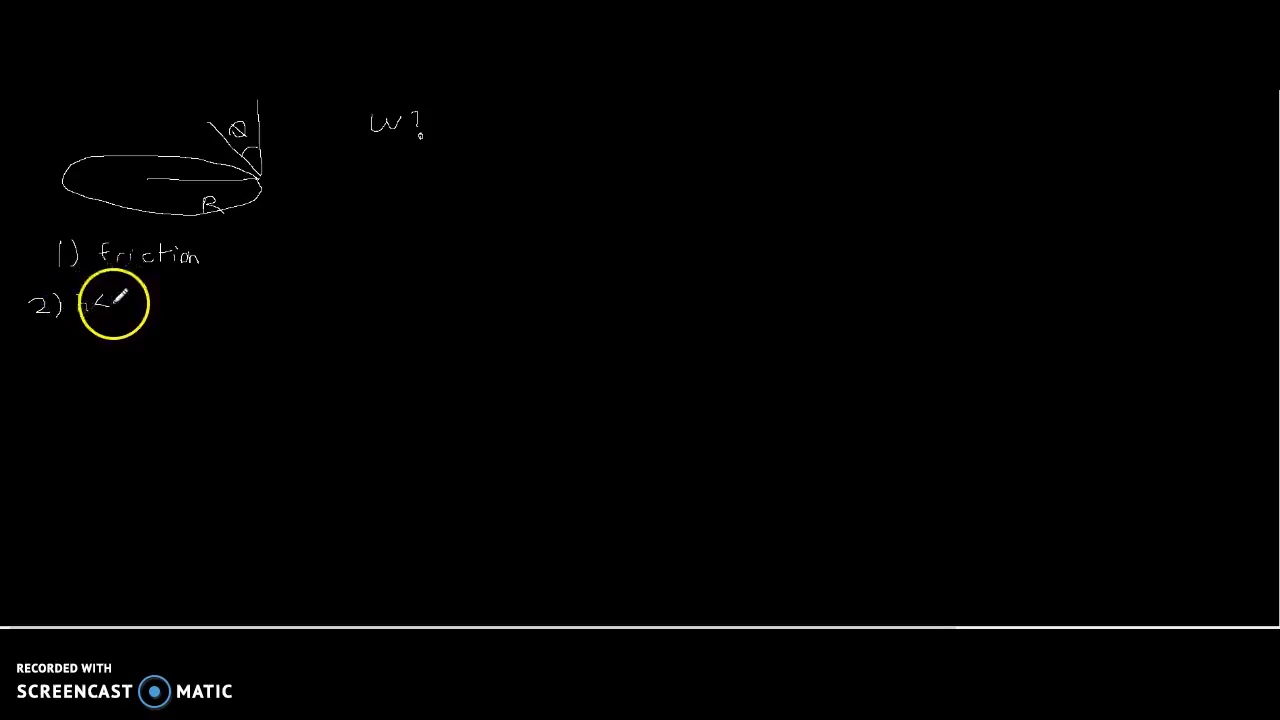 Q
W?
R
1) Friction
2) h<
RECORDED WITH
SCREENCAST MATIC